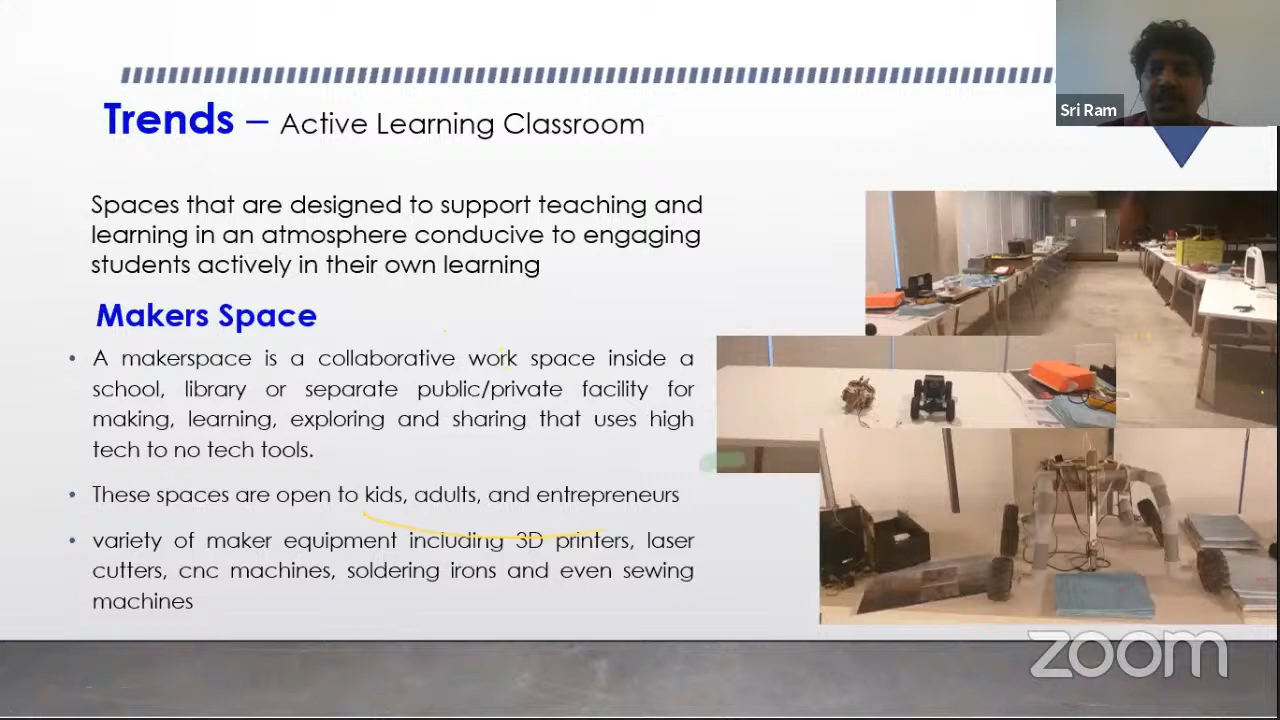 Sri Ram
Trends – Active Learning Classroom
Spaces that are designed to support teaching and
learning in an atmosphere conducive to engaging
students actively in their own learning
Makers Space
• A makerspace is a collaborative work space inside a
school, library or separate public/private facility for
making, learning, exploring and sharing that uses high
tech to no tech tools.
• These spaces are open to kids, adults, and entrepreneurs
• variety of maker equipment including 3D printers, laser
cutters, cnc machines, soldering irons and even sewing
machines
zoom